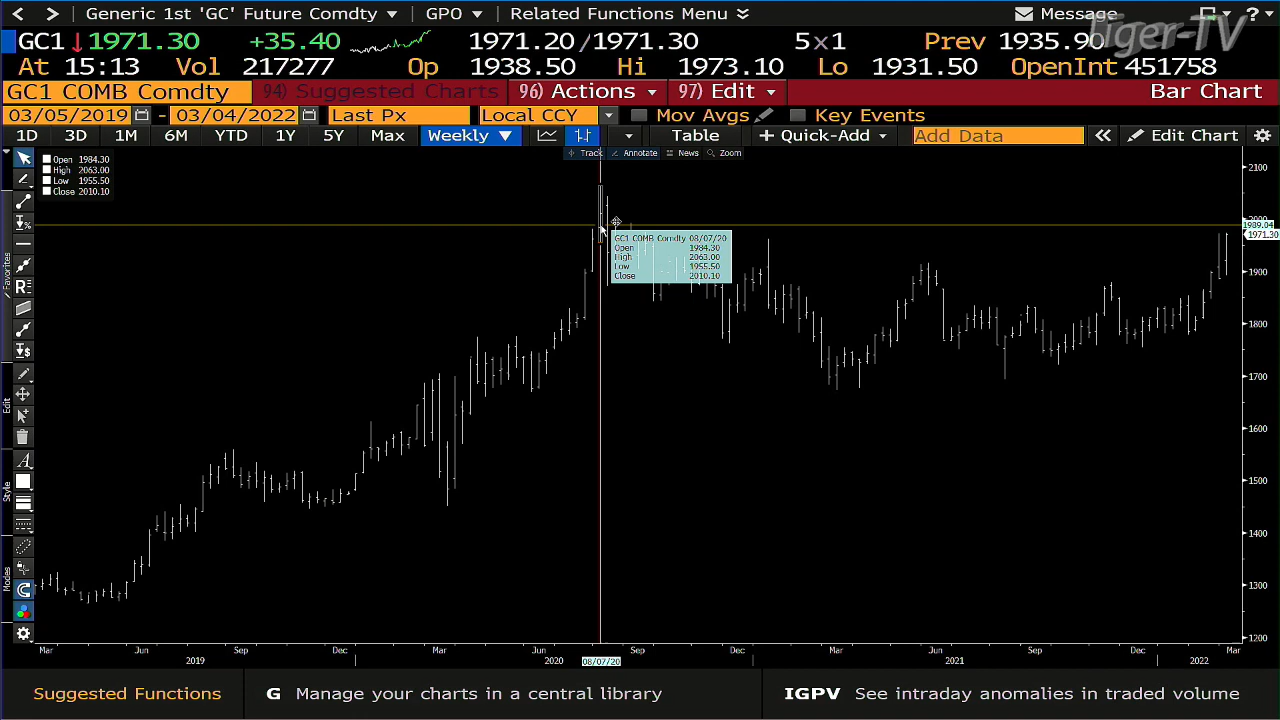 Generic 1st 'GC' Future Comdty GPO Related Functions Menu Message ?
Tiger-TV
GC1 ↓1971.30 +35.40 1971.20/1971.30 5x1 Prev 1935.90
At 15:13 Vol 217277 Op 1938.50 Hi 1973.10 Lo 1931.50 OpenInt 451758
GC1 COMB Comdty 94) Suggested Charts 96) Actions 97) Edit Bar Chart
03/05/2019 - 03/04/2022 Last Px Local CCY Mov Avgs Key Events
1D 3D 1M 6M YTD 1Y 5Y Max Weekly Table + Quick-Add Add Data Edit Chart
Track Annotate News Zoom
Open 1984.30
High 2063.00
Low 1955.50
Close 2010.10
GC1 COMB Comdty 08/07/20
Open 1984.30
High 2063.00
Low 1955.50
Close 2010.10
2100
2000
1989.04
1971.30
1900
1800
1700
1600
1500
1400
1300
1200
Favorites
Edit
Style
Modes
Mar Jun Sep Dec Mar Jun Sep Dec Jun Sep Dec Mar
2019 2020 08/07/20 2021 2022
Suggested Functions G Manage your charts in a central library IGPV See intraday anomalies in traded volume